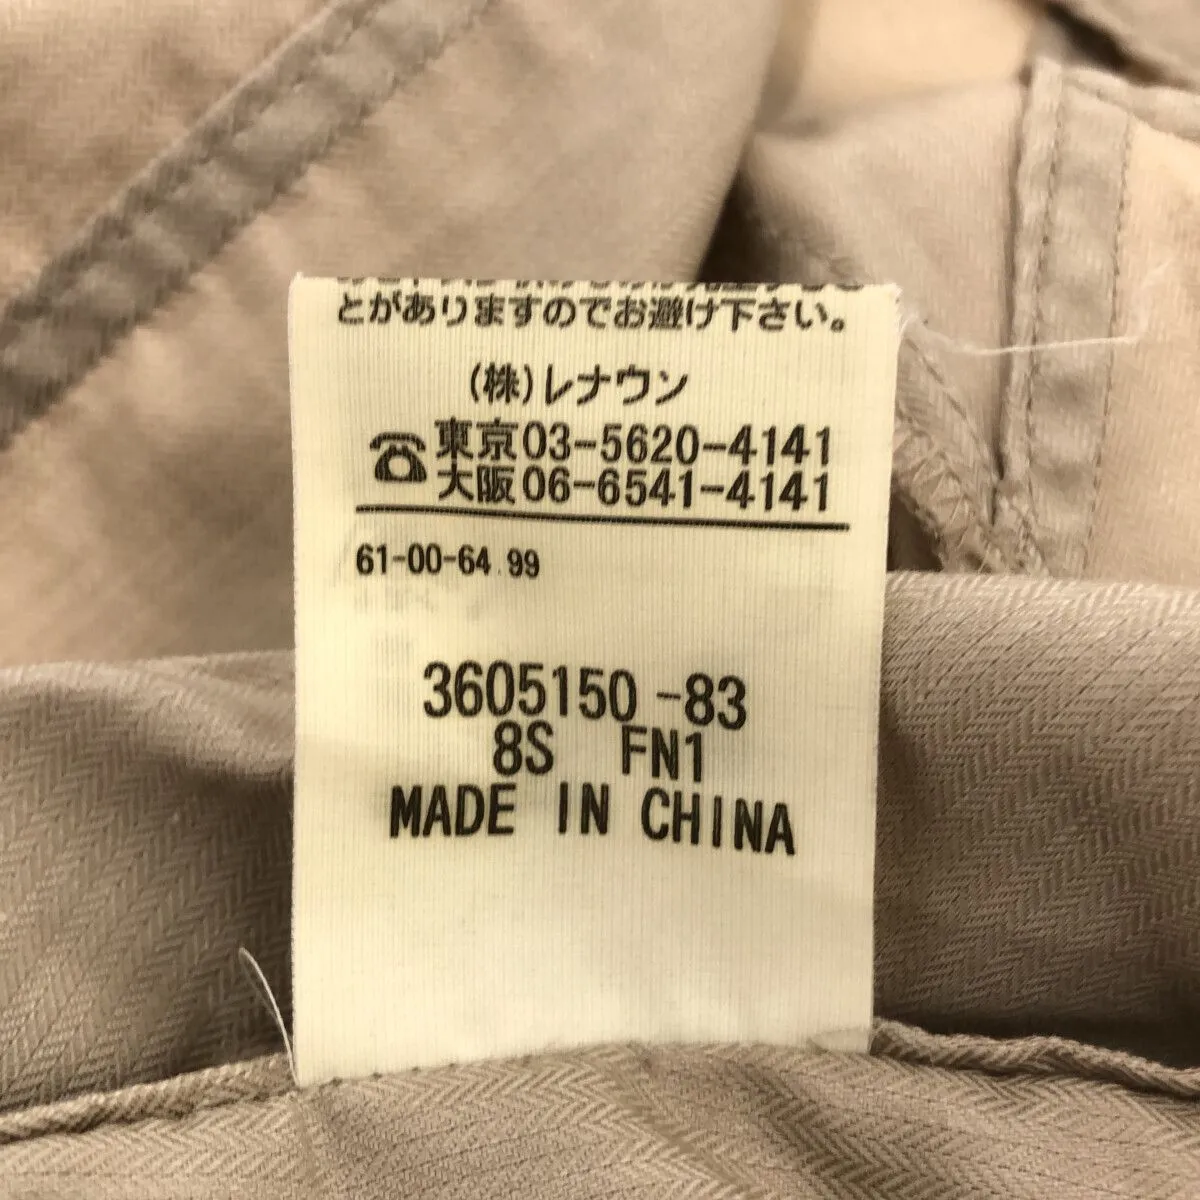 とがありますのでお避け下さい。
(株)レナウン
☎東京03-5620-4141
大阪06-6541-4141
61-00-64.99
3605150-83
8S FN1
MADE IN CHINA